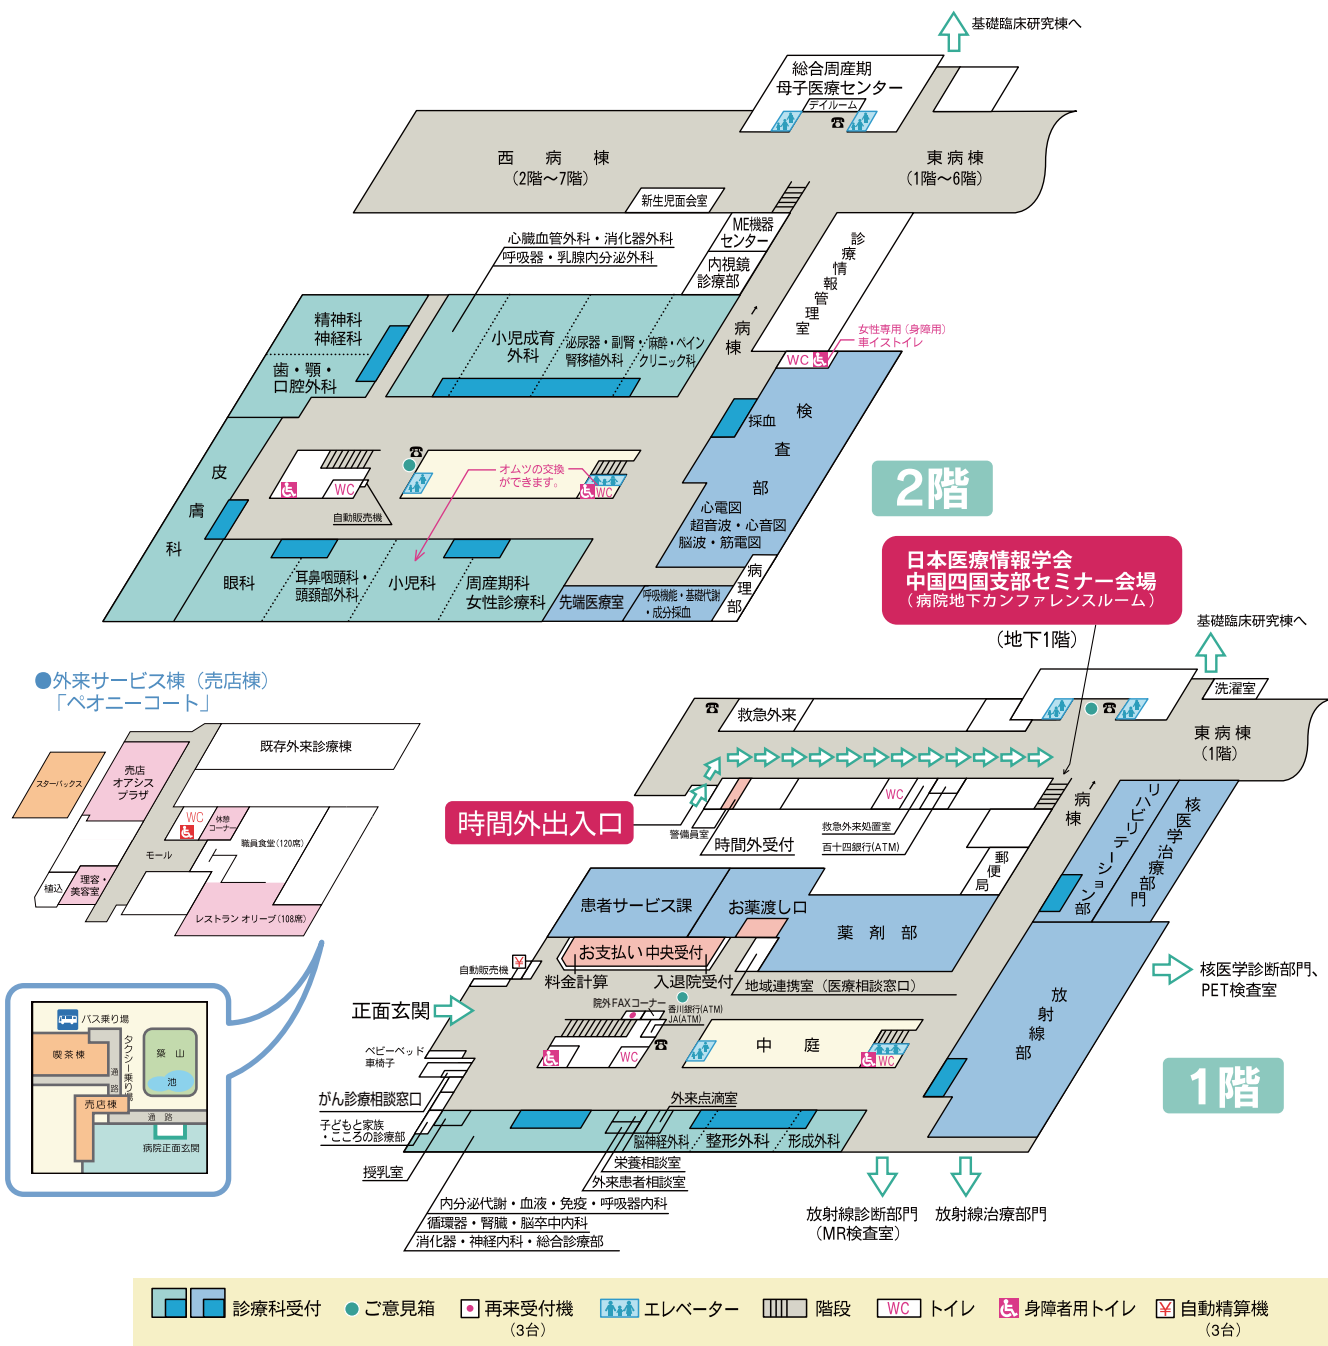 基礎臨床研究棟へ
総合周産期
母子医療センター
デイルーム
西病棟
(2階〜7階)
東病棟
(1階〜6階)
新生児面会室
ME機器
センター
内視鏡
診療部
心臓血管外科・消化器外科
呼吸器・乳腺内分泌外科
診療情報管理室
病棟
女性専用(身障用)
車イストイレ
WC
精神科
神経科
歯・顎・
口腔外科
小児成育
外科
泌尿器・副腎・
腎移植外科
麻酔・ペイン
クリニック科
採血
検査部
心電図
超音波・心音図
脳波・筋電図
皮膚科
WC
自動販売機
オムツの交換
ができます。
WC
2階
眼科
耳鼻咽頭科・
頭頚部外科
小児科
周産期科
女性診療科
先端医療室
呼吸機能・基礎代謝
・成分採血
病理部
日本医療情報学会
中国四国支部セミナー会場
(病院地下カンファレンスルーム)
(地下1階)
基礎臨床研究棟へ
洗濯室
東病棟
(1階)
救急外来
WC
病棟
時間外出入口
警備員室
時間外受付
救急外来処置室
百十四銀行(ATM)
郵便局
リハビリテーション部
核医学治療部門
患者サービス課
お薬渡し口
薬剤部
お支払い 中央受付
自動販売機
¥
料金計算
入退院受付
地域連携室(医療相談窓口)
正面玄関
院外FAXコーナー
香川銀行(ATM)
JA(ATM)
WC
中庭
WC
放射線部
核医学診断部門、
PET検査室
1階
ベビーベッド
車椅子
がん診療相談窓口
子どもと家族
・こころの診療部
授乳室
外来点滴室
脳神経外科
整形外科
形成外科
栄養相談室
外来患者相談室
内分泌代謝・血液・免疫・呼吸器内科
循環器・腎臓・脳卒中内科
消化器・神経内科・総合診療部
放射線診断部門
(MR検査室)
放射線治療部門
●外来サービス棟(売店棟)
「ペオニーコート」
既存外来診療棟
スターバックス
売店
オアシス
プラザ
WC
休憩
コーナー
職員食堂(120席)
モール
植込
理容・
美容室
レストラン オリーブ(108席)
バス乗り場
喫茶棟
タクシー乗り場
築山
池
通路
売店棟
通路
病院正面玄関
診療科受付
ご意見箱
再来受付機
(3台)
エレベーター
階段
WC
トイレ
身障者用トイレ
¥
自動精算機
(3台)